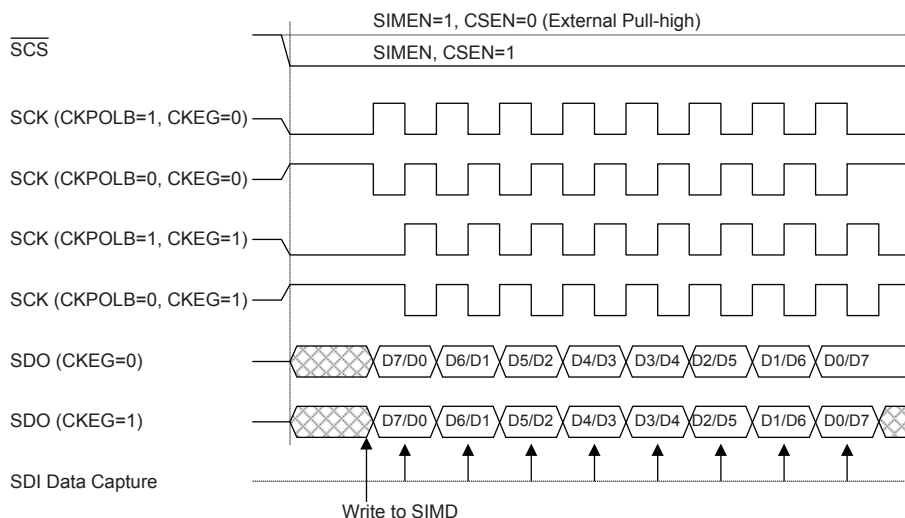 SIMEN=1, CSEN=0 (External Pull-high)
SCS
SIMEN, CSEN=1
SCK (CKPOLB=1, CKEG=0)
SCK (CKPOLB=0, CKEG=0)
SCK (CKPOLB=1, CKEG=1)
SCK (CKPOLB=0, CKEG=1)
SDO (CKEG=0) D7/D0 D6/D1 D5/D2 D4/D3 D3/D4 D2/D5 D1/D6 D0/D7
SDO (CKEG=1) D7/D0 D6/D1 D5/D2 D4/D3 D3/D4 D2/D5 D1/D6 D0/D7
SDI Data Capture
Write to SIMD